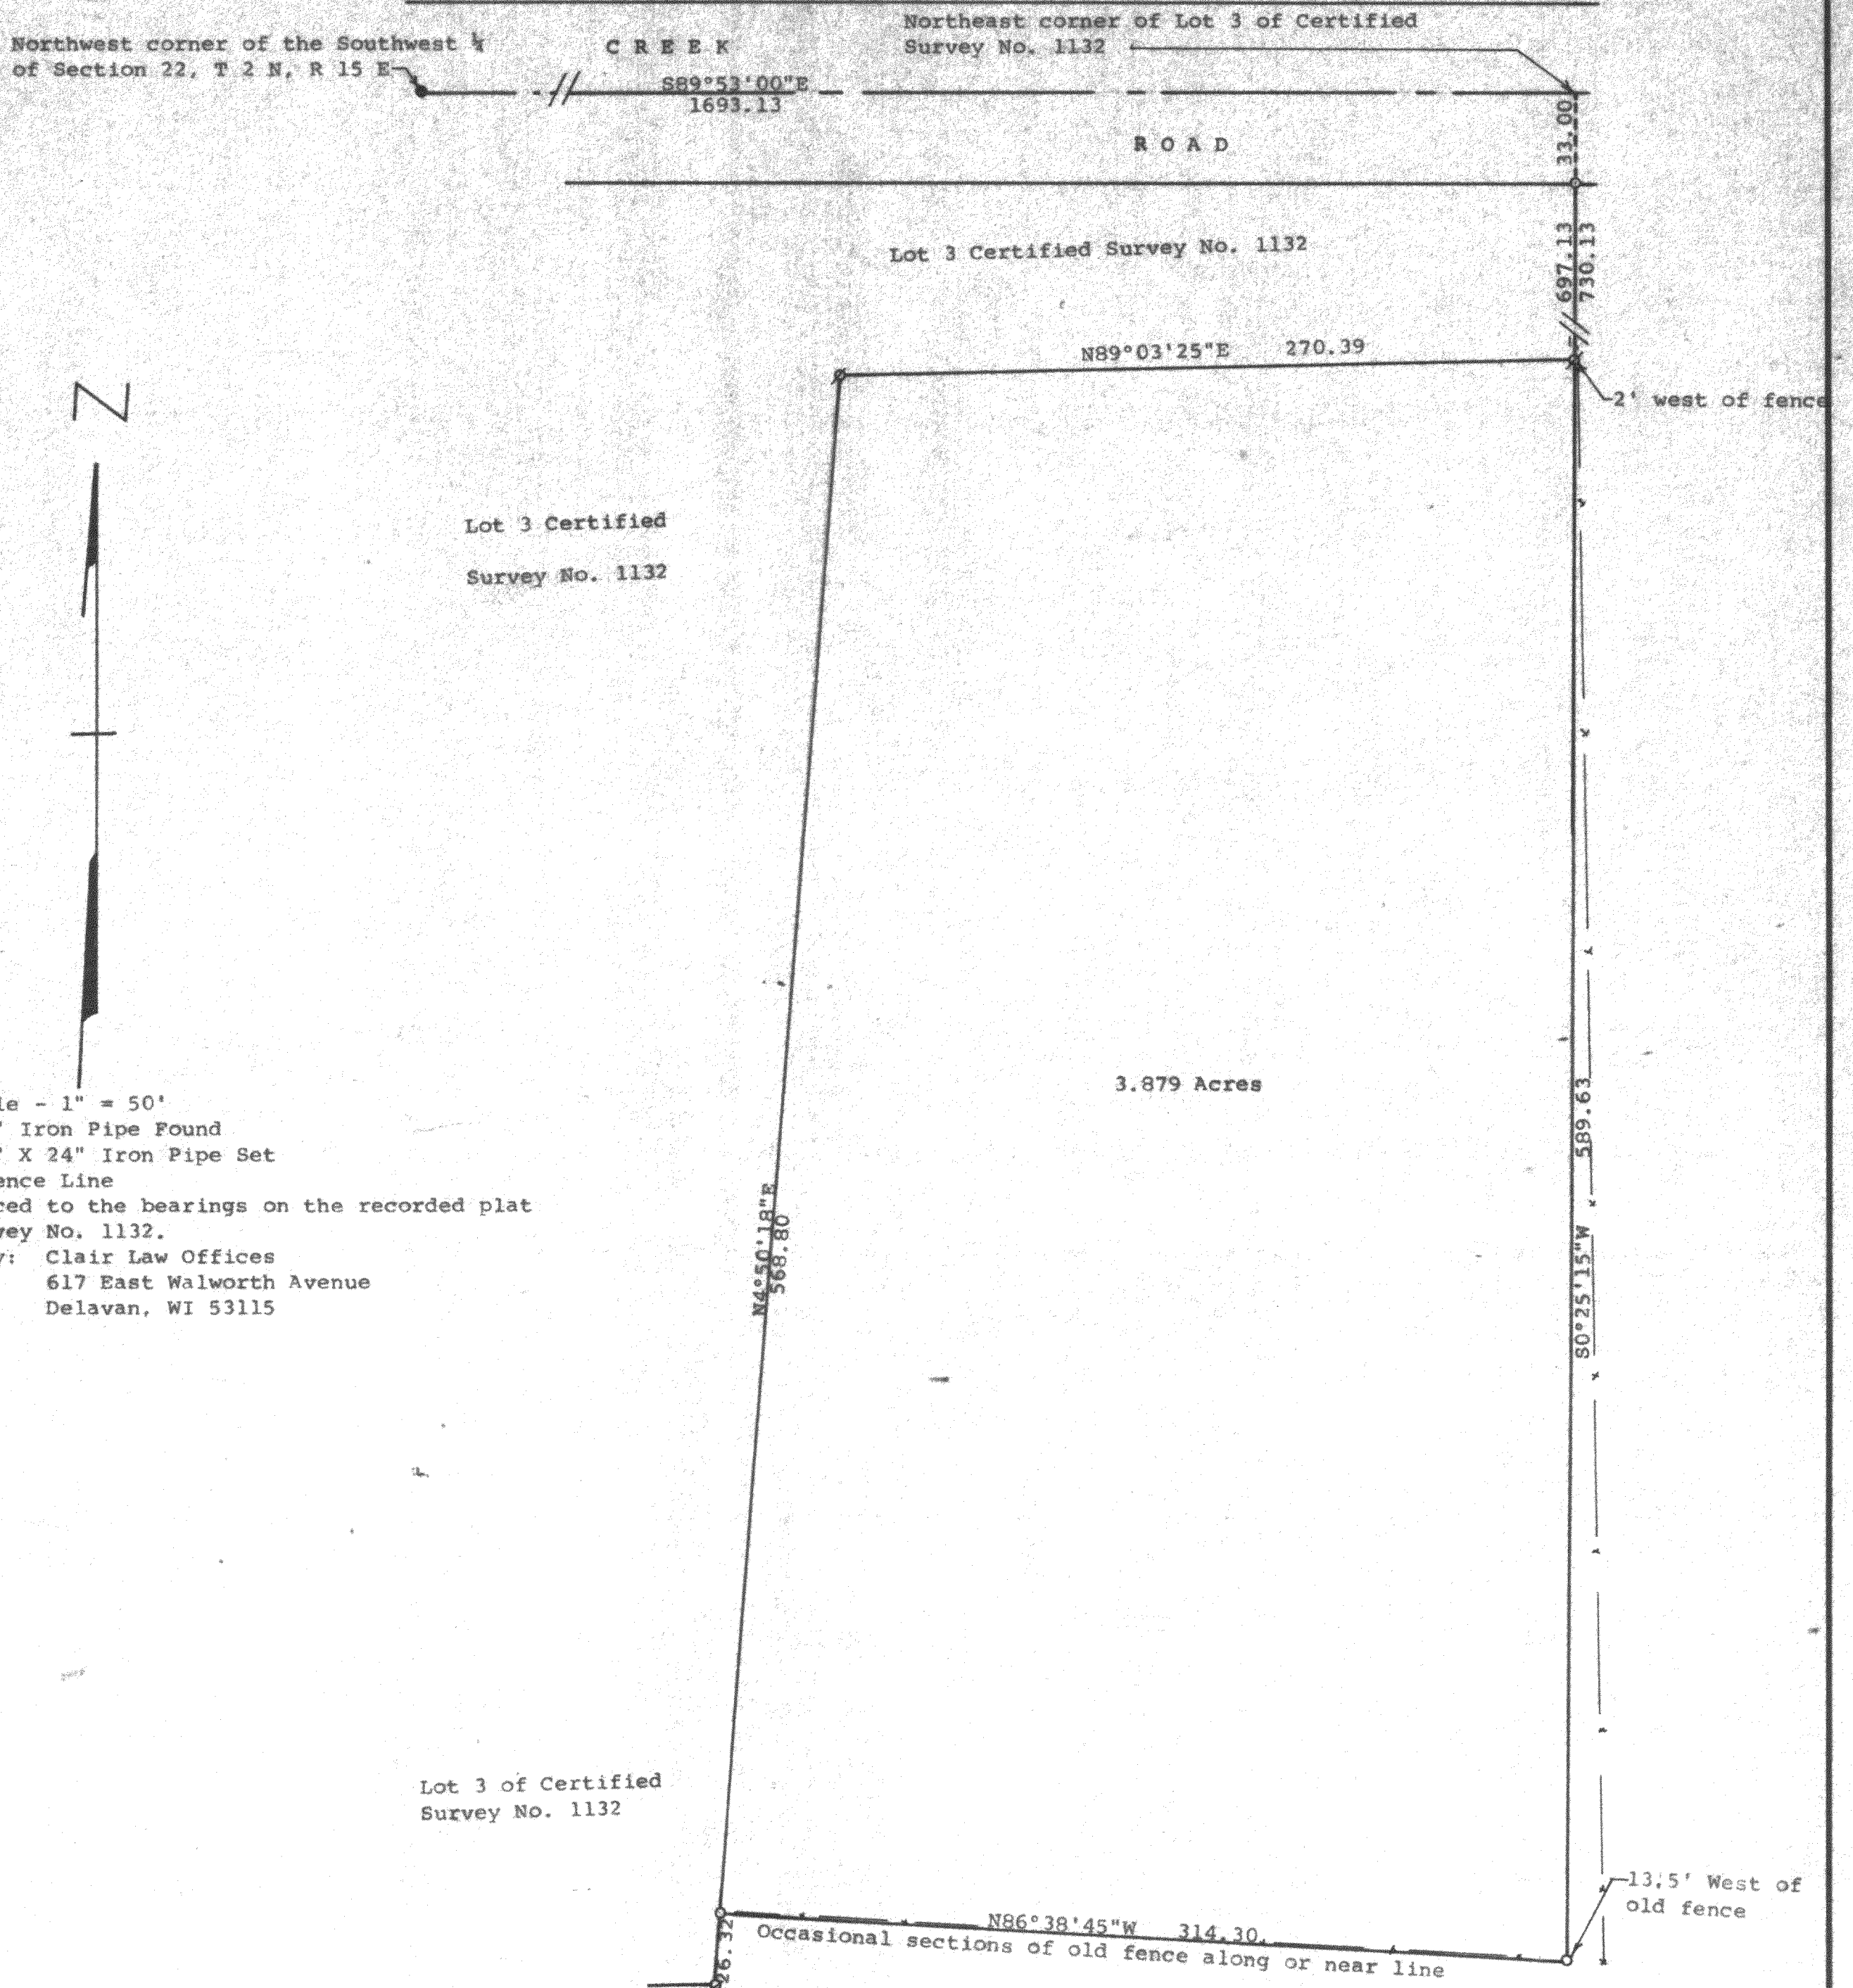 Northeast corner of Lot 3 of Certified
Survey No. 1132
Northwest corner of the Southwest ¼
of Section 22, T 2 N, R 15 E
CREEK
S89°53'00"E
1693.13
ROAD
33.00
697.13
730.13
Lot 3 Certified Survey No. 1132
N89°03'25"E 270.39
2' west of fence
N
Lot 3 Certified
Survey No. 1132
3.879 Acres
589.63
S0°25'15"W
N4°50'18"E
568.80
le - 1" = 50'
" Iron Pipe Found
" X 24" Iron Pipe Set
ence Line
ced to the bearings on the recorded plat
vey No. 1132.
y: Clair Law Offices
617 East Walworth Avenue
Delavan, WI 53115
Lot 3 of Certified
Survey No. 1132
13.5' West of
old fence
N86°38'45"W 314.30
Occasional sections of old fence along or near line
26.32